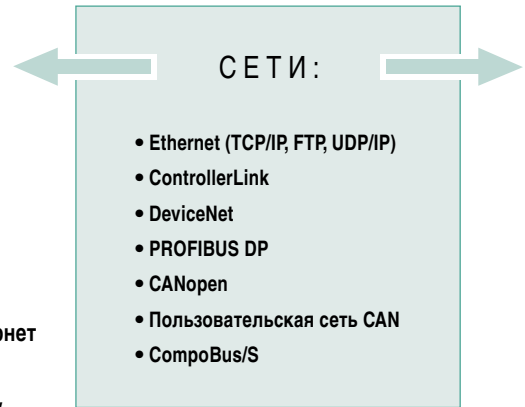 СЕТИ:
• Ethernet (TCP/IP, FTP, UDP/IP)
• ControllerLink
• DeviceNet
• PROFIBUS DP
• CANopen
• Пользовательская сеть CAN
• CompoBus/S